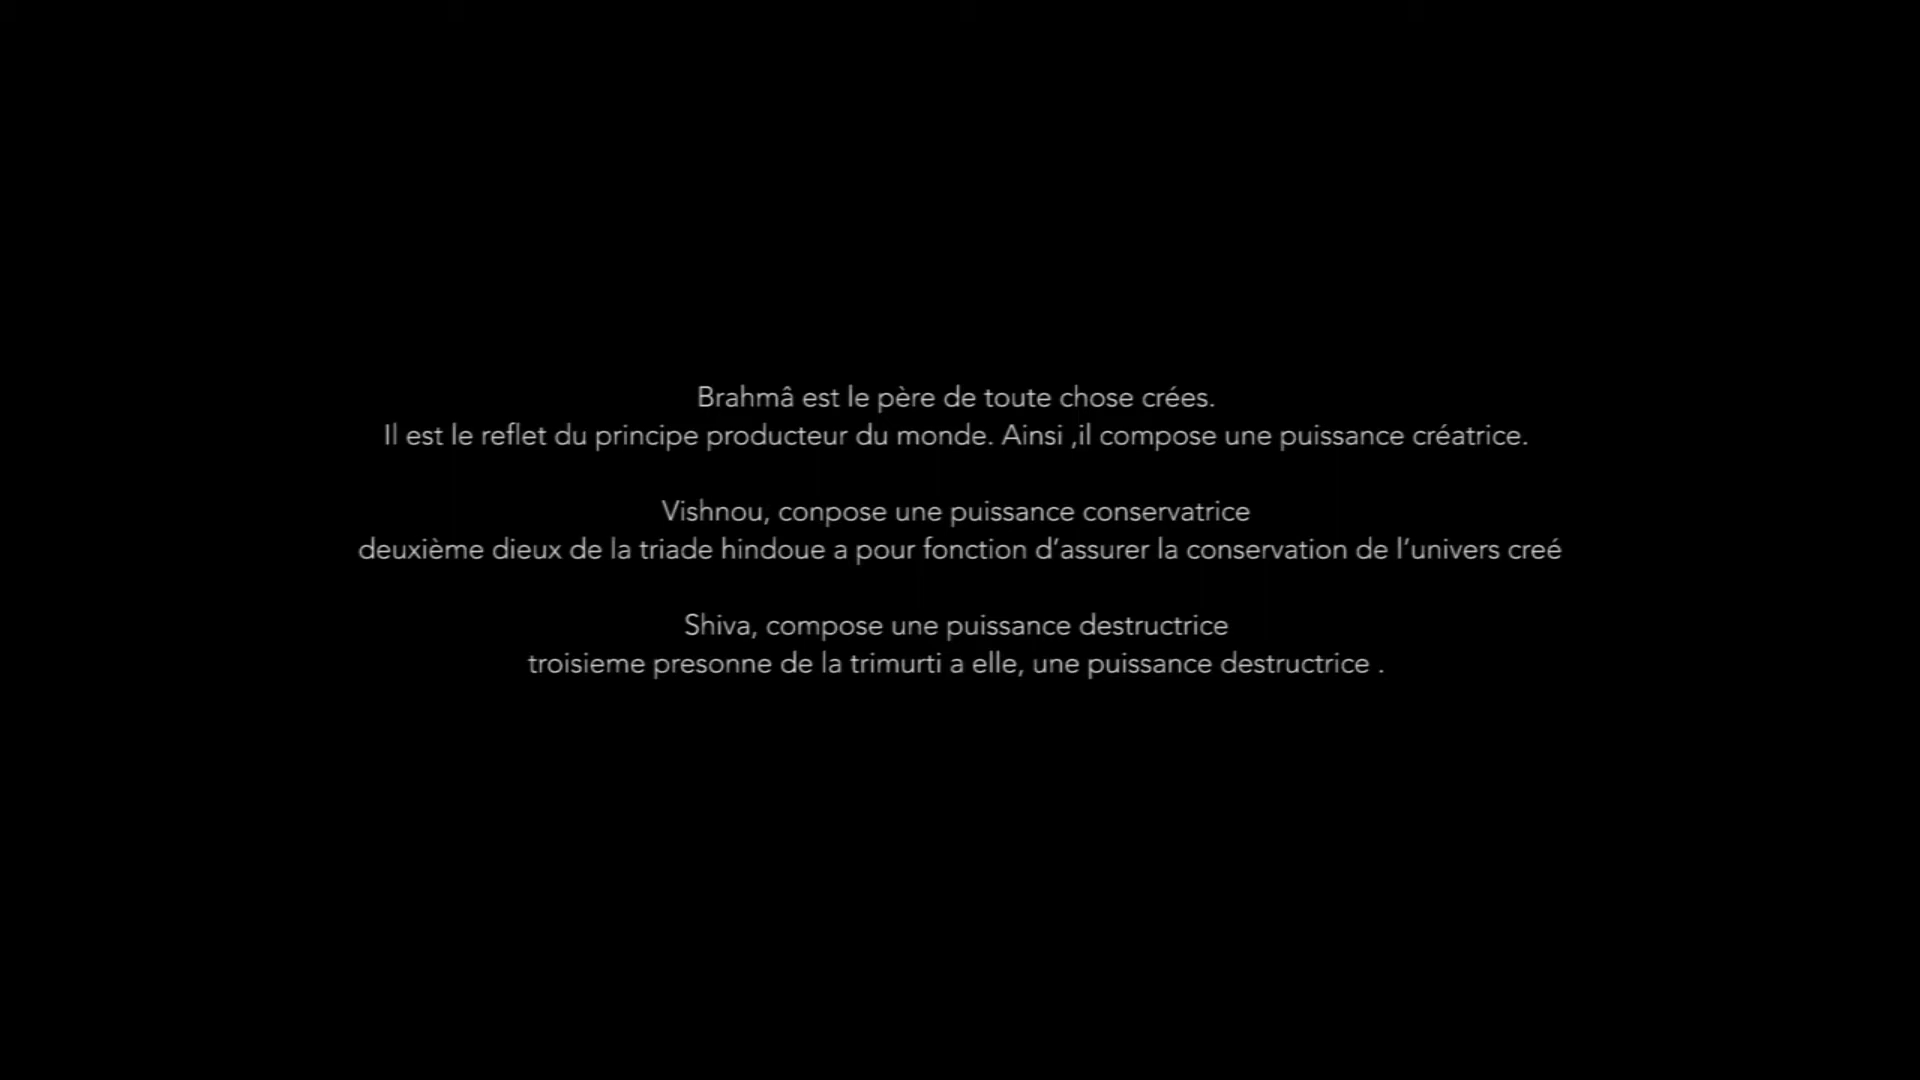 Brahmâ est le père de toute chose crées.
Il est le reflet du principe producteur du monde. Ainsi ,il compose une puissance créatrice.
Vishnou, conpose une puissance conservatrice
deuxième dieux de la triade hindoue a pour fonction d’assurer la conservation de l’univers creé
Shiva, compose une puissance destructrice
troisieme presonne de la trimurti a elle, une puissance destructrice .